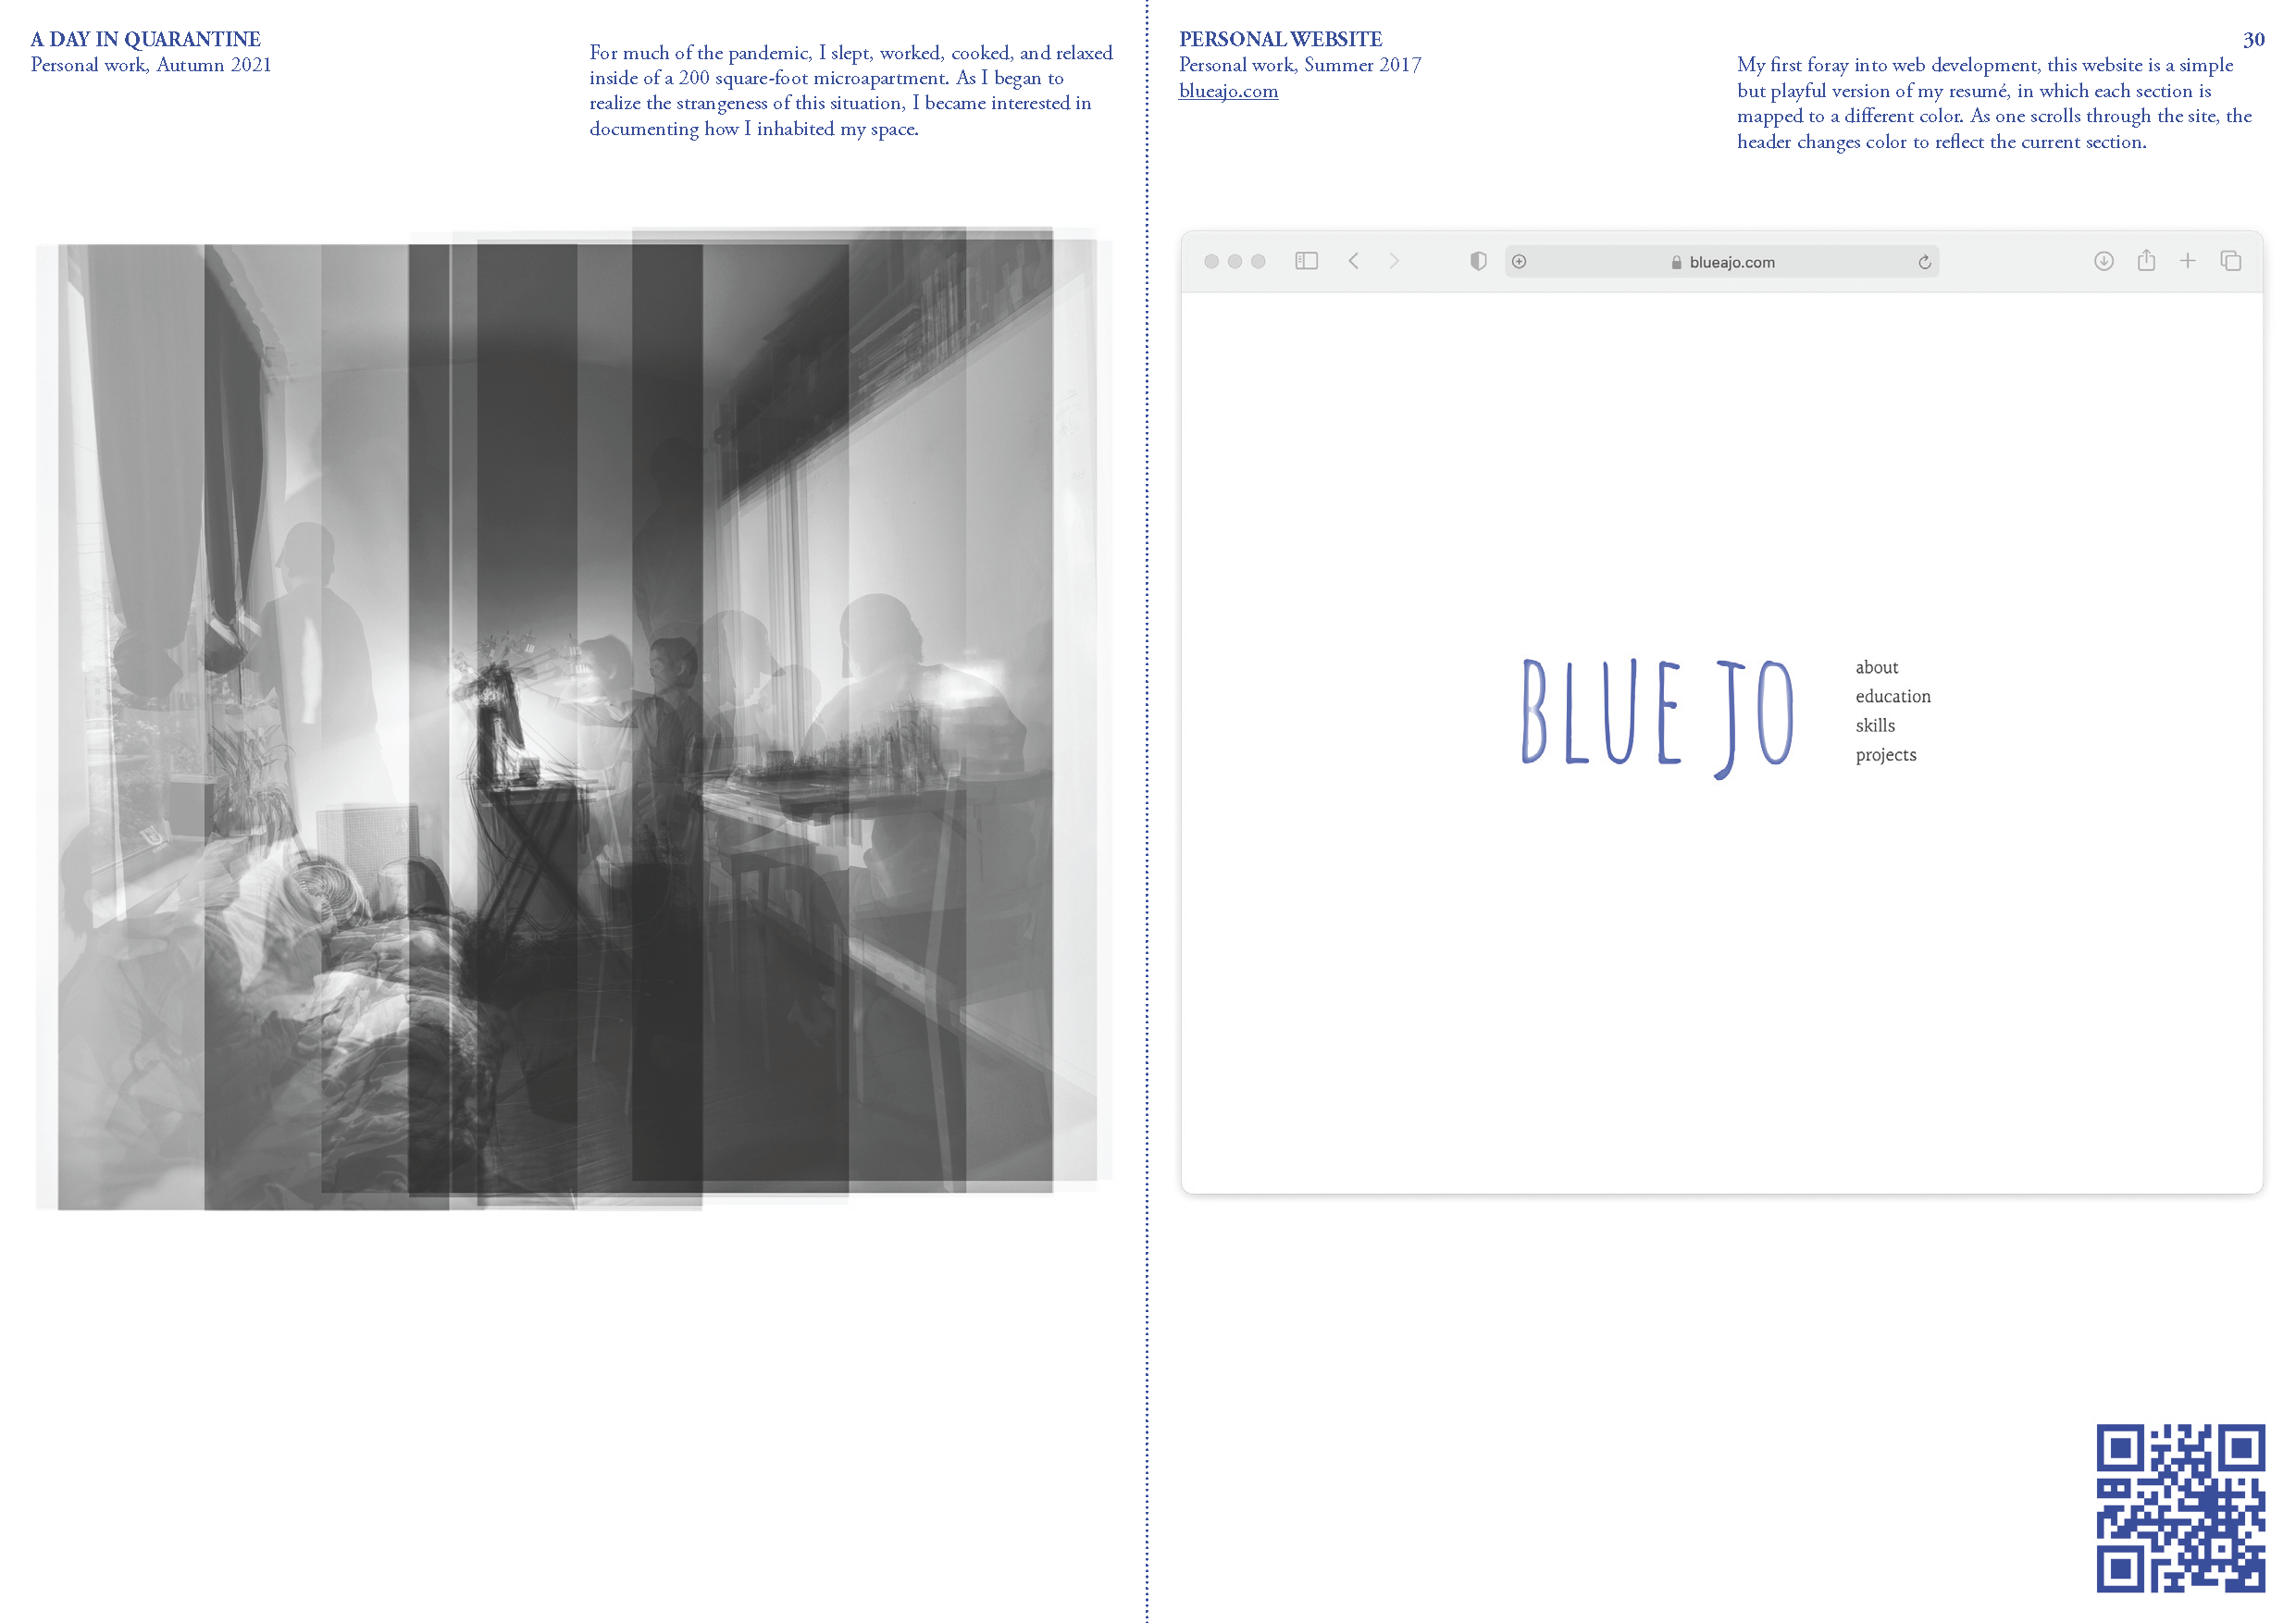 A DAY IN QUARANTINE
Personal work, Autumn 2021
For much of the pandemic, I slept, worked, cooked, and relaxed
inside of a 200 square-foot microapartment. As I began to
realize the strangeness of this situation, I became interested in
documenting how I inhabited my space.
PERSONAL WEBSITE
Personal work, Summer 2017
blueajo.com
30
My first foray into web development, this website is a simple
but playful version of my resumé, in which each section is
mapped to a different color. As one scrolls through the site, the
header changes color to reflect the current section.
blueajo.com
BLUE JO
about
education
skills
projects